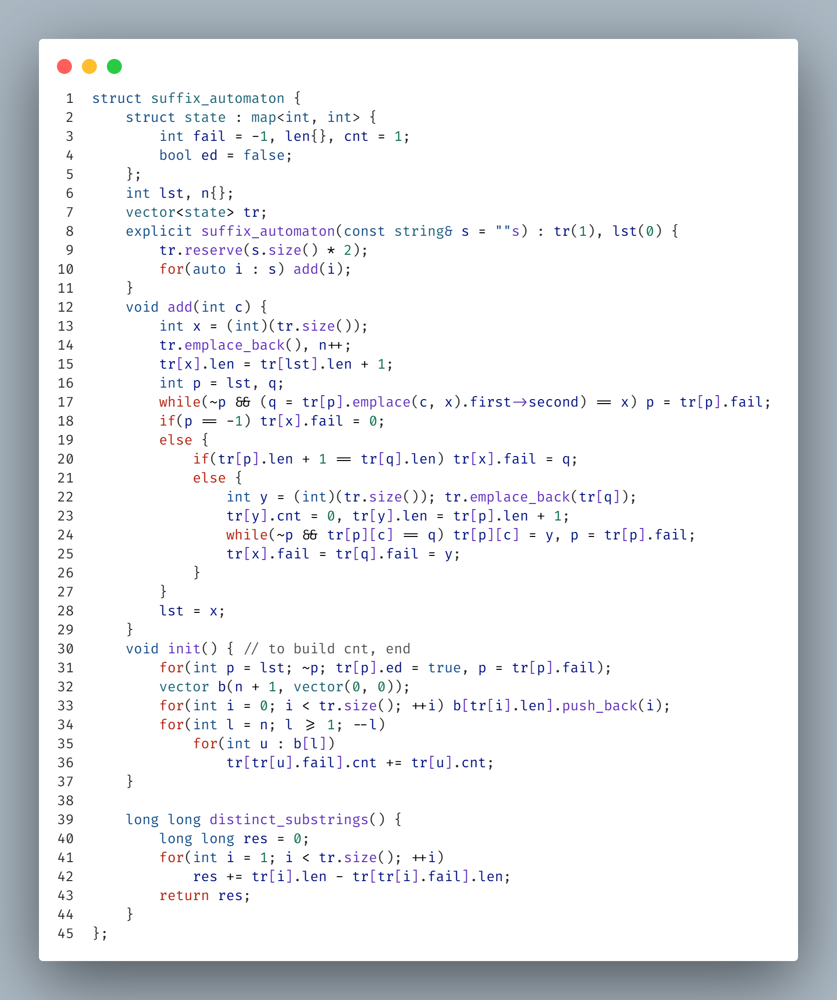 1 struct suffix_automaton {
2     struct state : map<int, int> {
3         int fail = -1, len{}, cnt = 1;
4         bool ed = false;
5     };
6     int lst, n{};
7     vector<state> tr;
8     explicit suffix_automaton(const string& s = ""s) : tr(1), lst(0) {
9         tr.reserve(s.size() * 2);
10         for(auto i : s) add(i);
11     }
12     void add(int c) {
13         int x = (int)(tr.size());
14         tr.emplace_back(), n++;
15         tr[x].len = tr[lst].len + 1;
16         int p = lst, q;
17         while(~p && (q = tr[p].emplace(c, x).first->second) == x) p = tr[p].fail;
18         if(p == -1) tr[x].fail = 0;
19         else {
20             if(tr[p].len + 1 == tr[q].len) tr[x].fail = q;
21             else {
22                 int y = (int)(tr.size()); tr.emplace_back(tr[q]);
23                 tr[y].cnt = 0, tr[y].len = tr[p].len + 1;
24                 while(~p && tr[p][c] == q) tr[p][c] = y, p = tr[p].fail;
25                 tr[x].fail = tr[q].fail = y;
26             }
27         }
28         lst = x;
29     }
30     void init() { // to build cnt, end
31         for(int p = lst; ~p; tr[p].ed = true, p = tr[p].fail);
32         vector b(n + 1, vector(0, 0));
33         for(int i = 0; i < tr.size(); ++i) b[tr[i].len].push_back(i);
34         for(int l = n; l >= 1; --l)
35             for(int u : b[l])
36                 tr[tr[u].fail].cnt += tr[u].cnt;
37     }
38
39     long long distinct_substrings() {
40         long long res = 0;
41         for(int i = 1; i < tr.size(); ++i)
42             res += tr[i].len - tr[tr[i].fail].len;
43         return res;
44     }
45 };